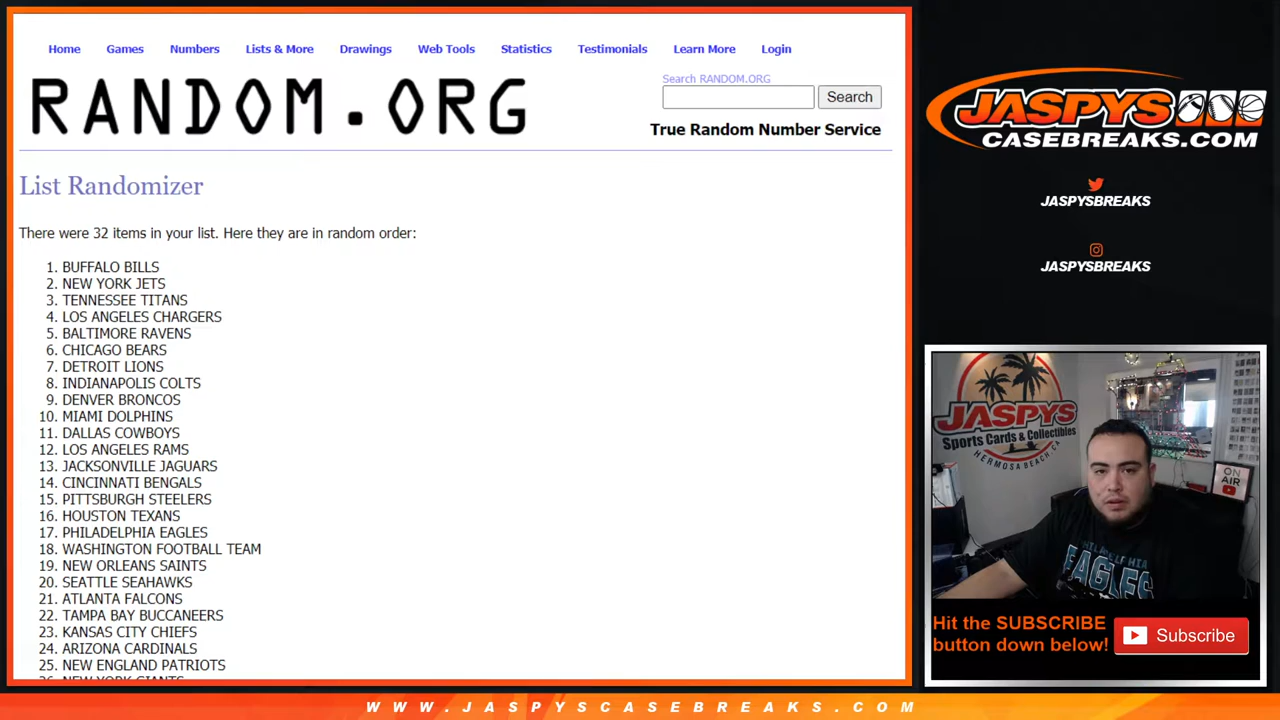 Home Games Numbers Lists & More Drawings Web Tools Statistics Testimonials Learn More Login
RANDOM.ORG
Search RANDOM.ORG
Search
True Random Number Service
List Randomizer
There were 32 items in your list. Here they are in random order:
1. BUFFALO BILLS
2. NEW YORK JETS
3. TENNESSEE TITANS
4. LOS ANGELES CHARGERS
5. BALTIMORE RAVENS
6. CHICAGO BEARS
7. DETROIT LIONS
8. INDIANAPOLIS COLTS
9. DENVER BRONCOS
10. MIAMI DOLPHINS
11. DALLAS COWBOYS
12. LOS ANGELES RAMS
13. JACKSONVILLE JAGUARS
14. CINCINNATI BENGALS
15. PITTSBURGH STEELERS
16. HOUSTON TEXANS
17. PHILADELPHIA EAGLES
18. WASHINGTON FOOTBALL TEAM
19. NEW ORLEANS SAINTS
20. SEATTLE SEAHAWKS
21. ATLANTA FALCONS
22. TAMPA BAY BUCCANEERS
23. KANSAS CITY CHIEFS
24. ARIZONA CARDINALS
25. NEW ENGLAND PATRIOTS
26. NEW YORK GIANTS
JASPYS
CASEBREAKS.COM
JASPYSBREAKS
JASPYSBREAKS
JASPYS
Sports Cards & Collectibles
HERMOSA BEACH CA
ON
AIR
EAGLES
Hit the SUBSCRIBE
button down below!
Subscribe
WWW.JASPYSCASEBREAKS.COM